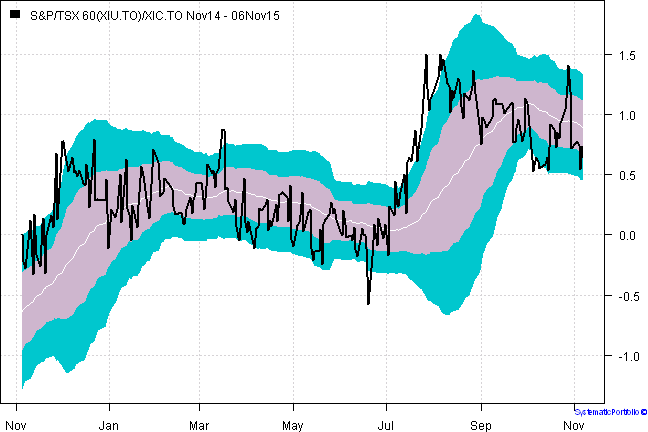 S&P/TSX 60(XIU.TO)/XIC.TO Nov14 - 06Nov15
1.5
1.0
0.5
0.0
-0.5
-1.0
Nov Jan Mar May Jul Sep Nov
SystematicPortfolio ©